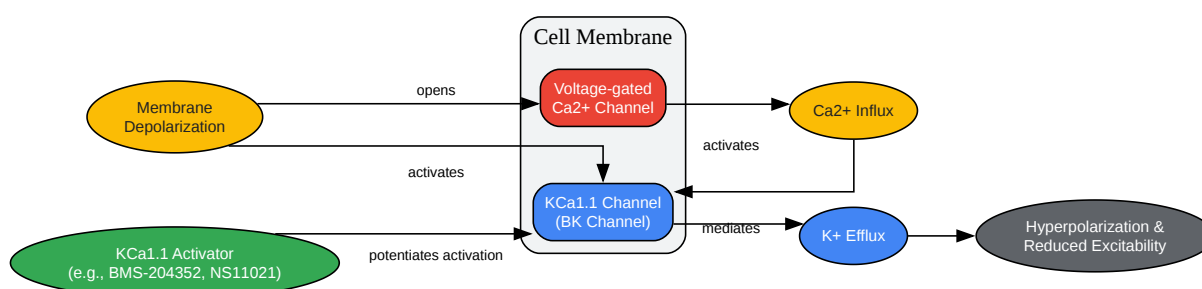 Cell Membrane
Voltage-gated
Ca2+ Channel
opens
Membrane
Depolarization
Ca2+ Influx
activates
activates
KCa1.1 Channel
(BK Channel)
mediates
K+ Efflux
Hyperpolarization &
Reduced Excitability
KCa1.1 Activator
(e.g., BMS-204352, NS11021)
potentiates activation